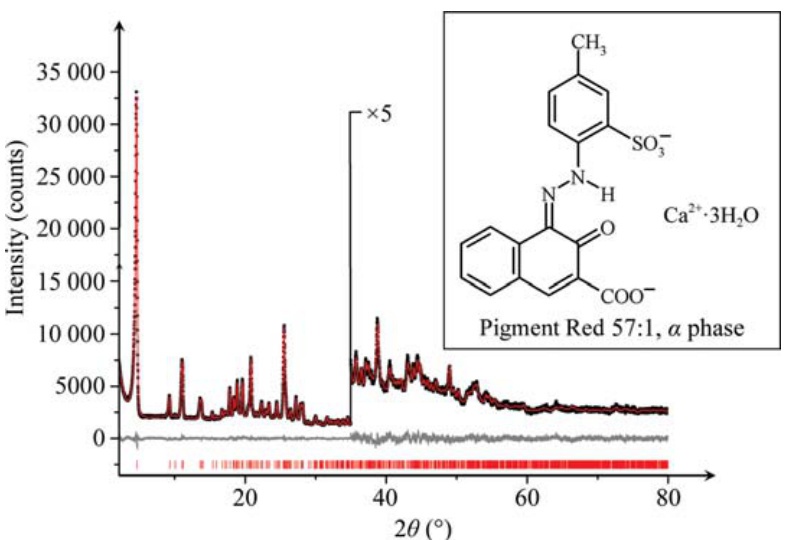 Intensity (counts)
35 000
30 000
25 000
20 000
15 000
10 000
5000
0
×5
20
40
60
80
2θ (°)
CH₃
SO₃⁻
N
N
H
O
COO⁻
Ca²⁺·3H₂O
Pigment Red 57:1, α phase